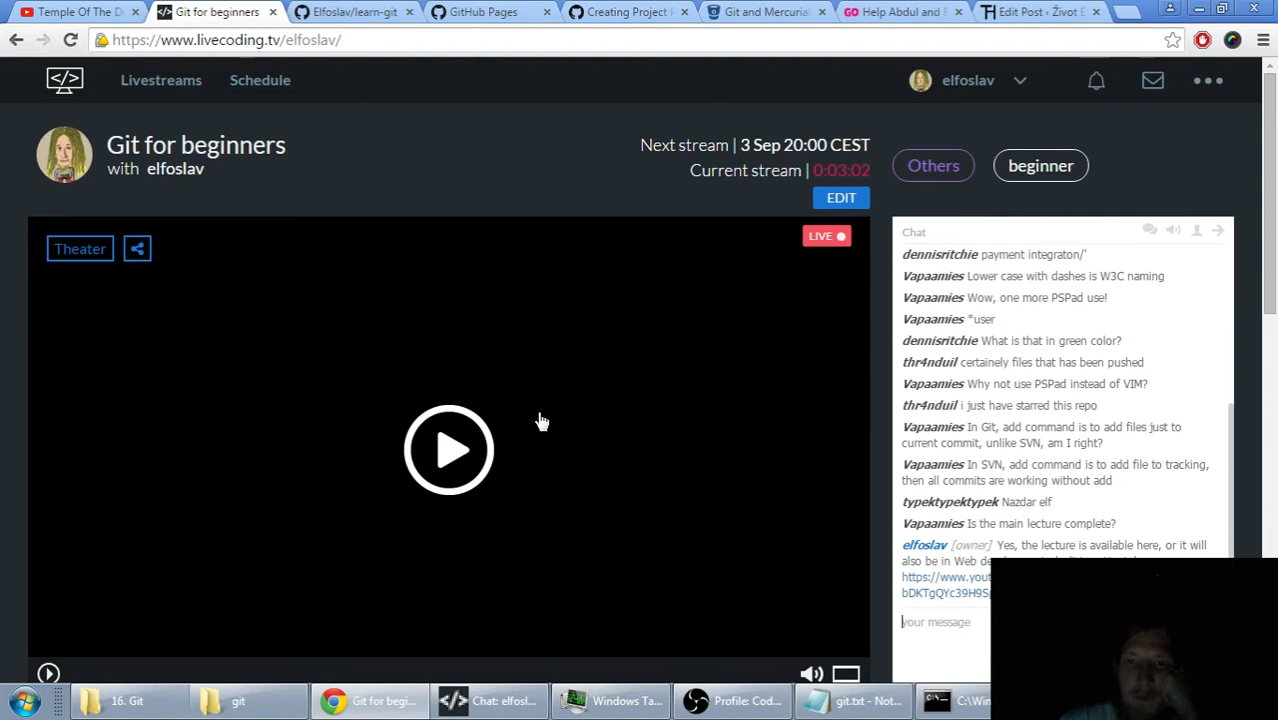 Temple Of The D
Git for beginners
Elfoslav/learn-git
GitHub Pages
Creating Project P
Git and Mercurial
GO Help Abdul and R
TH Edit Post ‹ Život E
https://www.livecoding.tv/elfoslav/
</> Livestreams Schedule elfoslav
Git for beginners
with elfoslav
Next stream | 3 Sep 20:00 CEST
Current stream | 0:03:02
EDIT
Others
beginner
Theater
LIVE
Chat
dennisritchie payment integraton/'
Vapaamies Lower case with dashes is W3C naming
Vapaamies Wow, one more PSPad use!
Vapaamies *user
dennisritchie What is that in green color?
thr4nduil certainely files that has been pushed
Vapaamies Why not use PSPad instead of VIM?
thr4nduil i just have starred this repo
Vapaamies In Git, add command is to add files just to
current commit, unlike SVN, am I right?
Vapaamies In SVN, add command is to add file to tracking,
then all commits are working without add
typektypektypek Nazdar elf
Vapaamies Is the main lecture complete?
elfoslav [owner] Yes, the lecture is available here, or it will
also be in Web de
https://www.yout
bDKTgQYc39H9S
your message
16. Git
git
Git for begi...
</> Chat: elfosl...
Windows Ta...
Profile: Cod...
git.txt - Not...
C:\Win